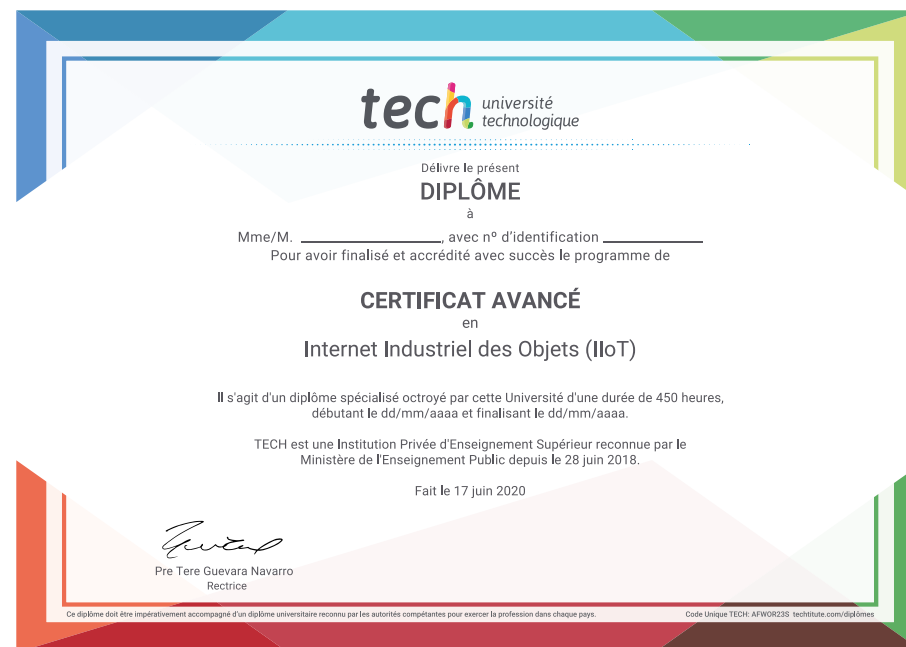 tech université
technologique
Délivre le présent
DIPLÔME
à
Mme/M. ____________________, avec nº d'identification ______________
Pour avoir finalisé et accrédité avec succès le programme de
CERTIFICAT AVANCÉ
en
Internet Industriel des Objets (IIoT)
Il s'agit d'un diplôme spécialisé octroyé par cette Université d'une durée de 450 heures,
débutant le dd/mm/aaaa et finalisant le dd/mm/aaaa.
TECH est une Institution Privée d'Enseignement Supérieur reconnue par le
Ministère de l'Enseignement Public depuis le 28 juin 2018.
Fait le 17 juin 2020
Pre Tere Guevara Navarro
Rectrice
Ce diplôme doit être impérativement accompagné d'un diplôme universitaire reconnu par les autorités compétantes pour exercer la profession dans chaque pays.
Code Unique TECH: AFWOR23S techtitute.com/diplômes